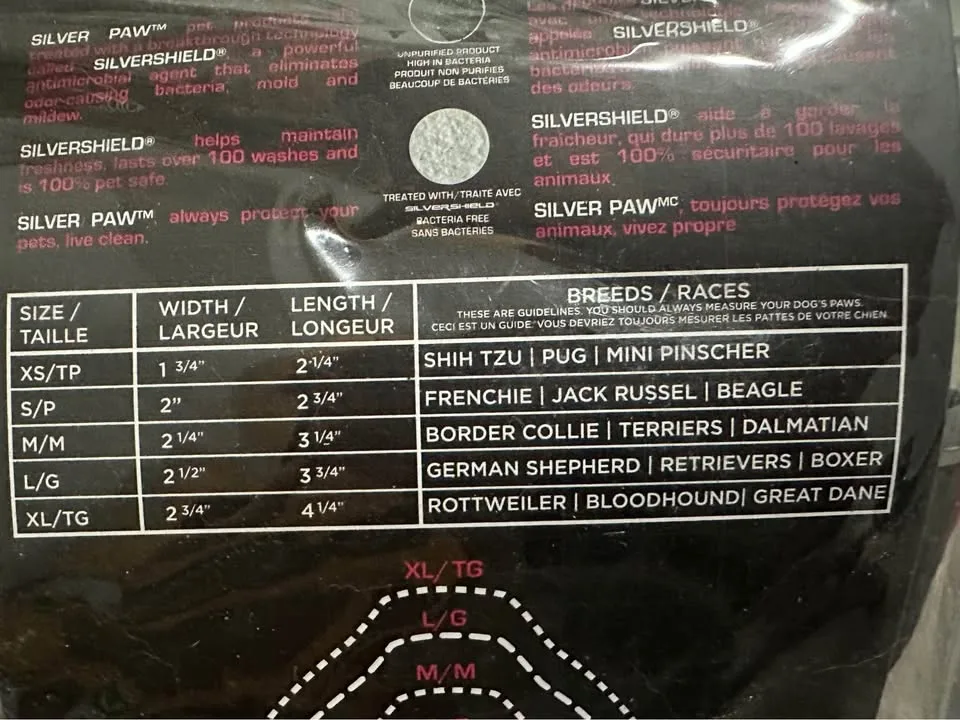 SILVER PAW™ pet products
treated with a breakthrough technology
called SILVERSHIELD®, a powerful
antimicrobial agent that eliminates
odor-causing bacteria, mold and
mildew.
SILVERSHIELD® helps maintain
freshness, lasts over 100 washes and
is 100% pet safe.
SILVER PAW™, always protect your
pets, live clean.
UNPURIFIED PRODUCT
HIGH IN BACTERIA
PRODUIT NON PURIFIÉS
BEAUCOUP DE BACTERIES
TREATED WITH/TRAITE AVEC
SILVERSHIELD®
BACTERIA FREE
SANS BACTÉRIES
avec une
appelée SILVERSHIELD®
des odeurs.
SILVERSHIELD® aide à garder la
fraîcheur, qui dure plus de 100 lavages
et est 100% sécuritaire pour les
animaux.
SILVER PAWMC, toujours protégez vos
animaux, vivez propre
SIZE / TAILLE WIDTH / LARGEUR LENGTH / LONGEUR BREEDS / RACES
THESE ARE GUIDELINES. YOU SHOULD ALWAYS MEASURE YOUR DOG'S PAWS.
CECI EST UN GUIDE. VOUS DEVRIEZ TOUJOURS MESURER LES PATTES DE VOTRE CHIEN.
XS/TP 1 3/4" 2 1/4" SHIH TZU | PUG | MINI PINSCHER
S/P 2" 2 3/4" FRENCHIE | JACK RUSSEL | BEAGLE
M/M 2 1/4" 3 1/4" BORDER COLLIE | TERRIERS | DALMATIAN
L/G 2 1/2" 3 3/4" GERMAN SHEPHERD | RETRIEVERS | BOXER
XL/TG 2 3/4" 4 1/4" ROTTWEILER | BLOODHOUND| GREAT DANE
XL/TG
L/G
M/M